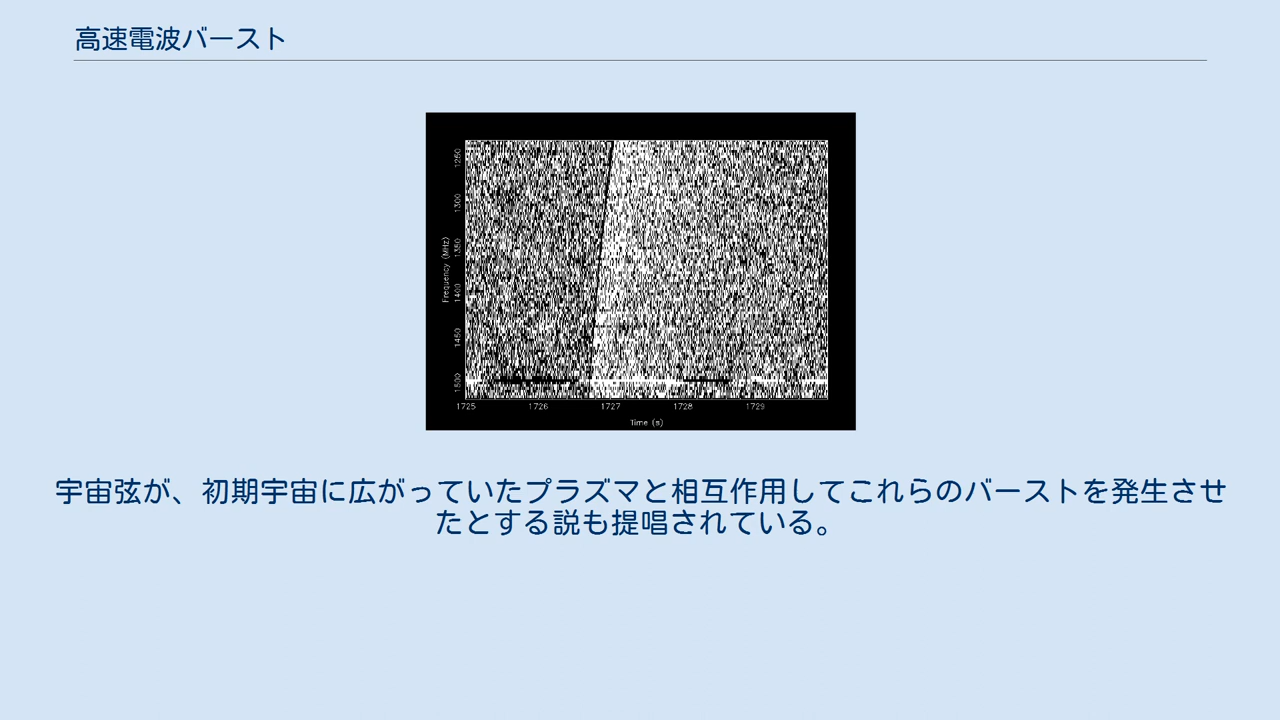 高速電波バースト
1250
1300
1350
1400
1450
1500
Frequency (MHz)
1725 1726 1727 1728 1729
Time (s)
宇宙弦が、初期宇宙に広がっていたプラズマと相互作用してこれらのバーストを発生させ
たとする説も提唱されている。